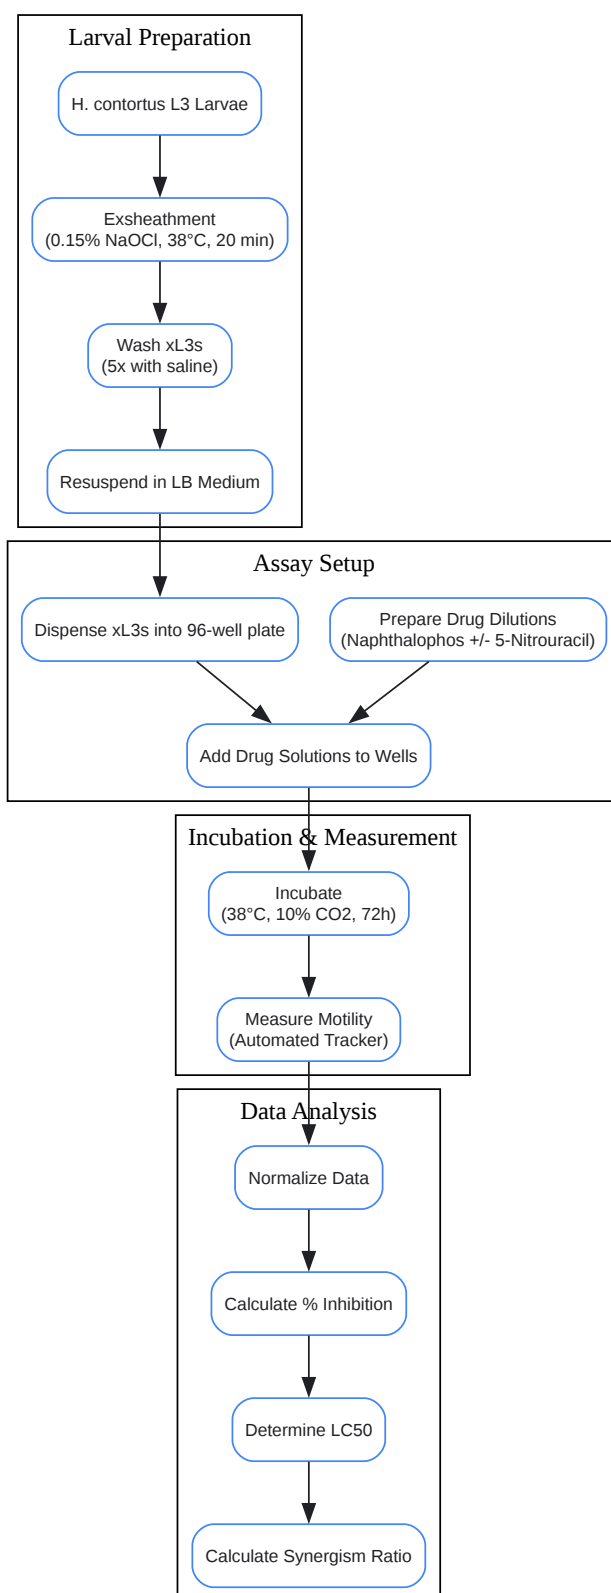 Larval Preparation
H. contortus L3 Larvae
Exsheathment
(0.15% NaOCl, 38°C, 20 min)
Wash xL3s
(5x with saline)
Resuspend in LB Medium
Assay Setup
Dispense xL3s into 96-well plate
Prepare Drug Dilutions
(Naphthalophos +/- 5-Nitrouracil)
Add Drug Solutions to Wells
Incubation & Measurement
Incubate
(38°C, 10% CO2, 72h)
Measure Motility
(Automated Tracker)
Data Analysis
Normalize Data
Calculate % Inhibition
Determine LC50
Calculate Synergism Ratio